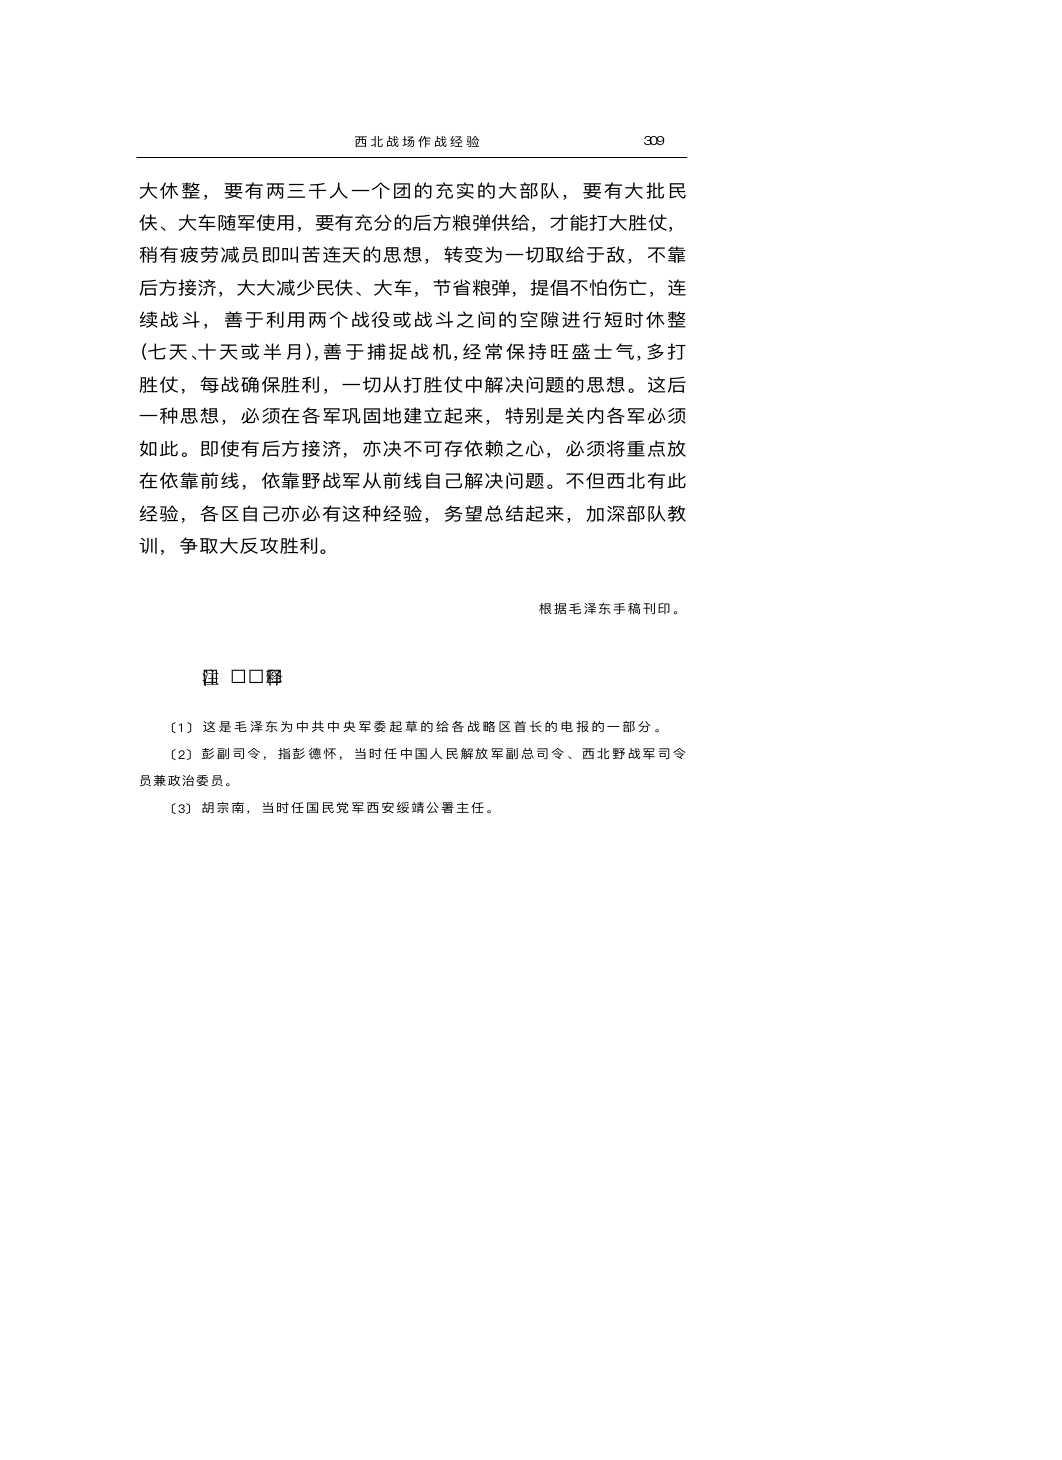 西北战场作战经验 309
大休整，要有两三千人一个团的充实的大部队，要有大批民
伕、大车随军使用，要有充分的后方粮弹供给，才能打大胜仗，
稍有疲劳减员即叫苦连天的思想，转变为一切取给于敌，不靠
后方接济，大大减少民伕、大车，节省粮弹，提倡不怕伤亡，连
续战斗，善于利用两个战役或战斗之间的空隙进行短时休整
(七天、十天或半月),善于捕捉战机,经常保持旺盛士气,多打
胜仗，每战确保胜利，一切从打胜仗中解决问题的思想。这后
一种思想，必须在各军巩固地建立起来，特别是关内各军必须
如此。即使有后方接济，亦决不可存依赖之心，必须将重点放
在依靠前线，依靠野战军从前线自己解决问题。不但西北有此
经验，各区自己亦必有这种经验，务望总结起来，加深部队教
训，争取大反攻胜利。
根据毛泽东手稿刊印。
注 □□释
〔1〕这是毛泽东为中共中央军委起草的给各战略区首长的电报的一部分。
〔2〕彭副司令，指彭德怀，当时任中国人民解放军副总司令、西北野战军司令
员兼政治委员。
〔3〕胡宗南，当时任国民党军西安绥靖公署主任。